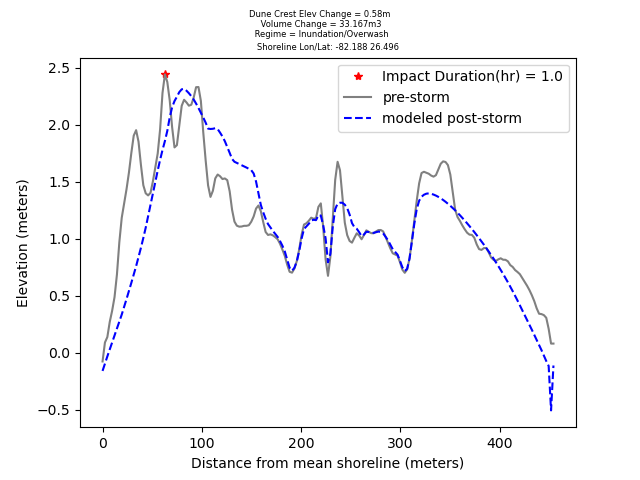 Dune Crest Elev Change = 0.58m
Volume Change = 33.167m3
Regime = Inundation/Overwash
Shoreline Lon/Lat: -82.188 26.496
Impact Duration(hr) = 1.0
pre-storm
modeled post-storm
Elevation (meters)
2.5
2.0
1.5
1.0
0.5
0.0
−0.5
0 100 200 300 400
Distance from mean shoreline (meters)